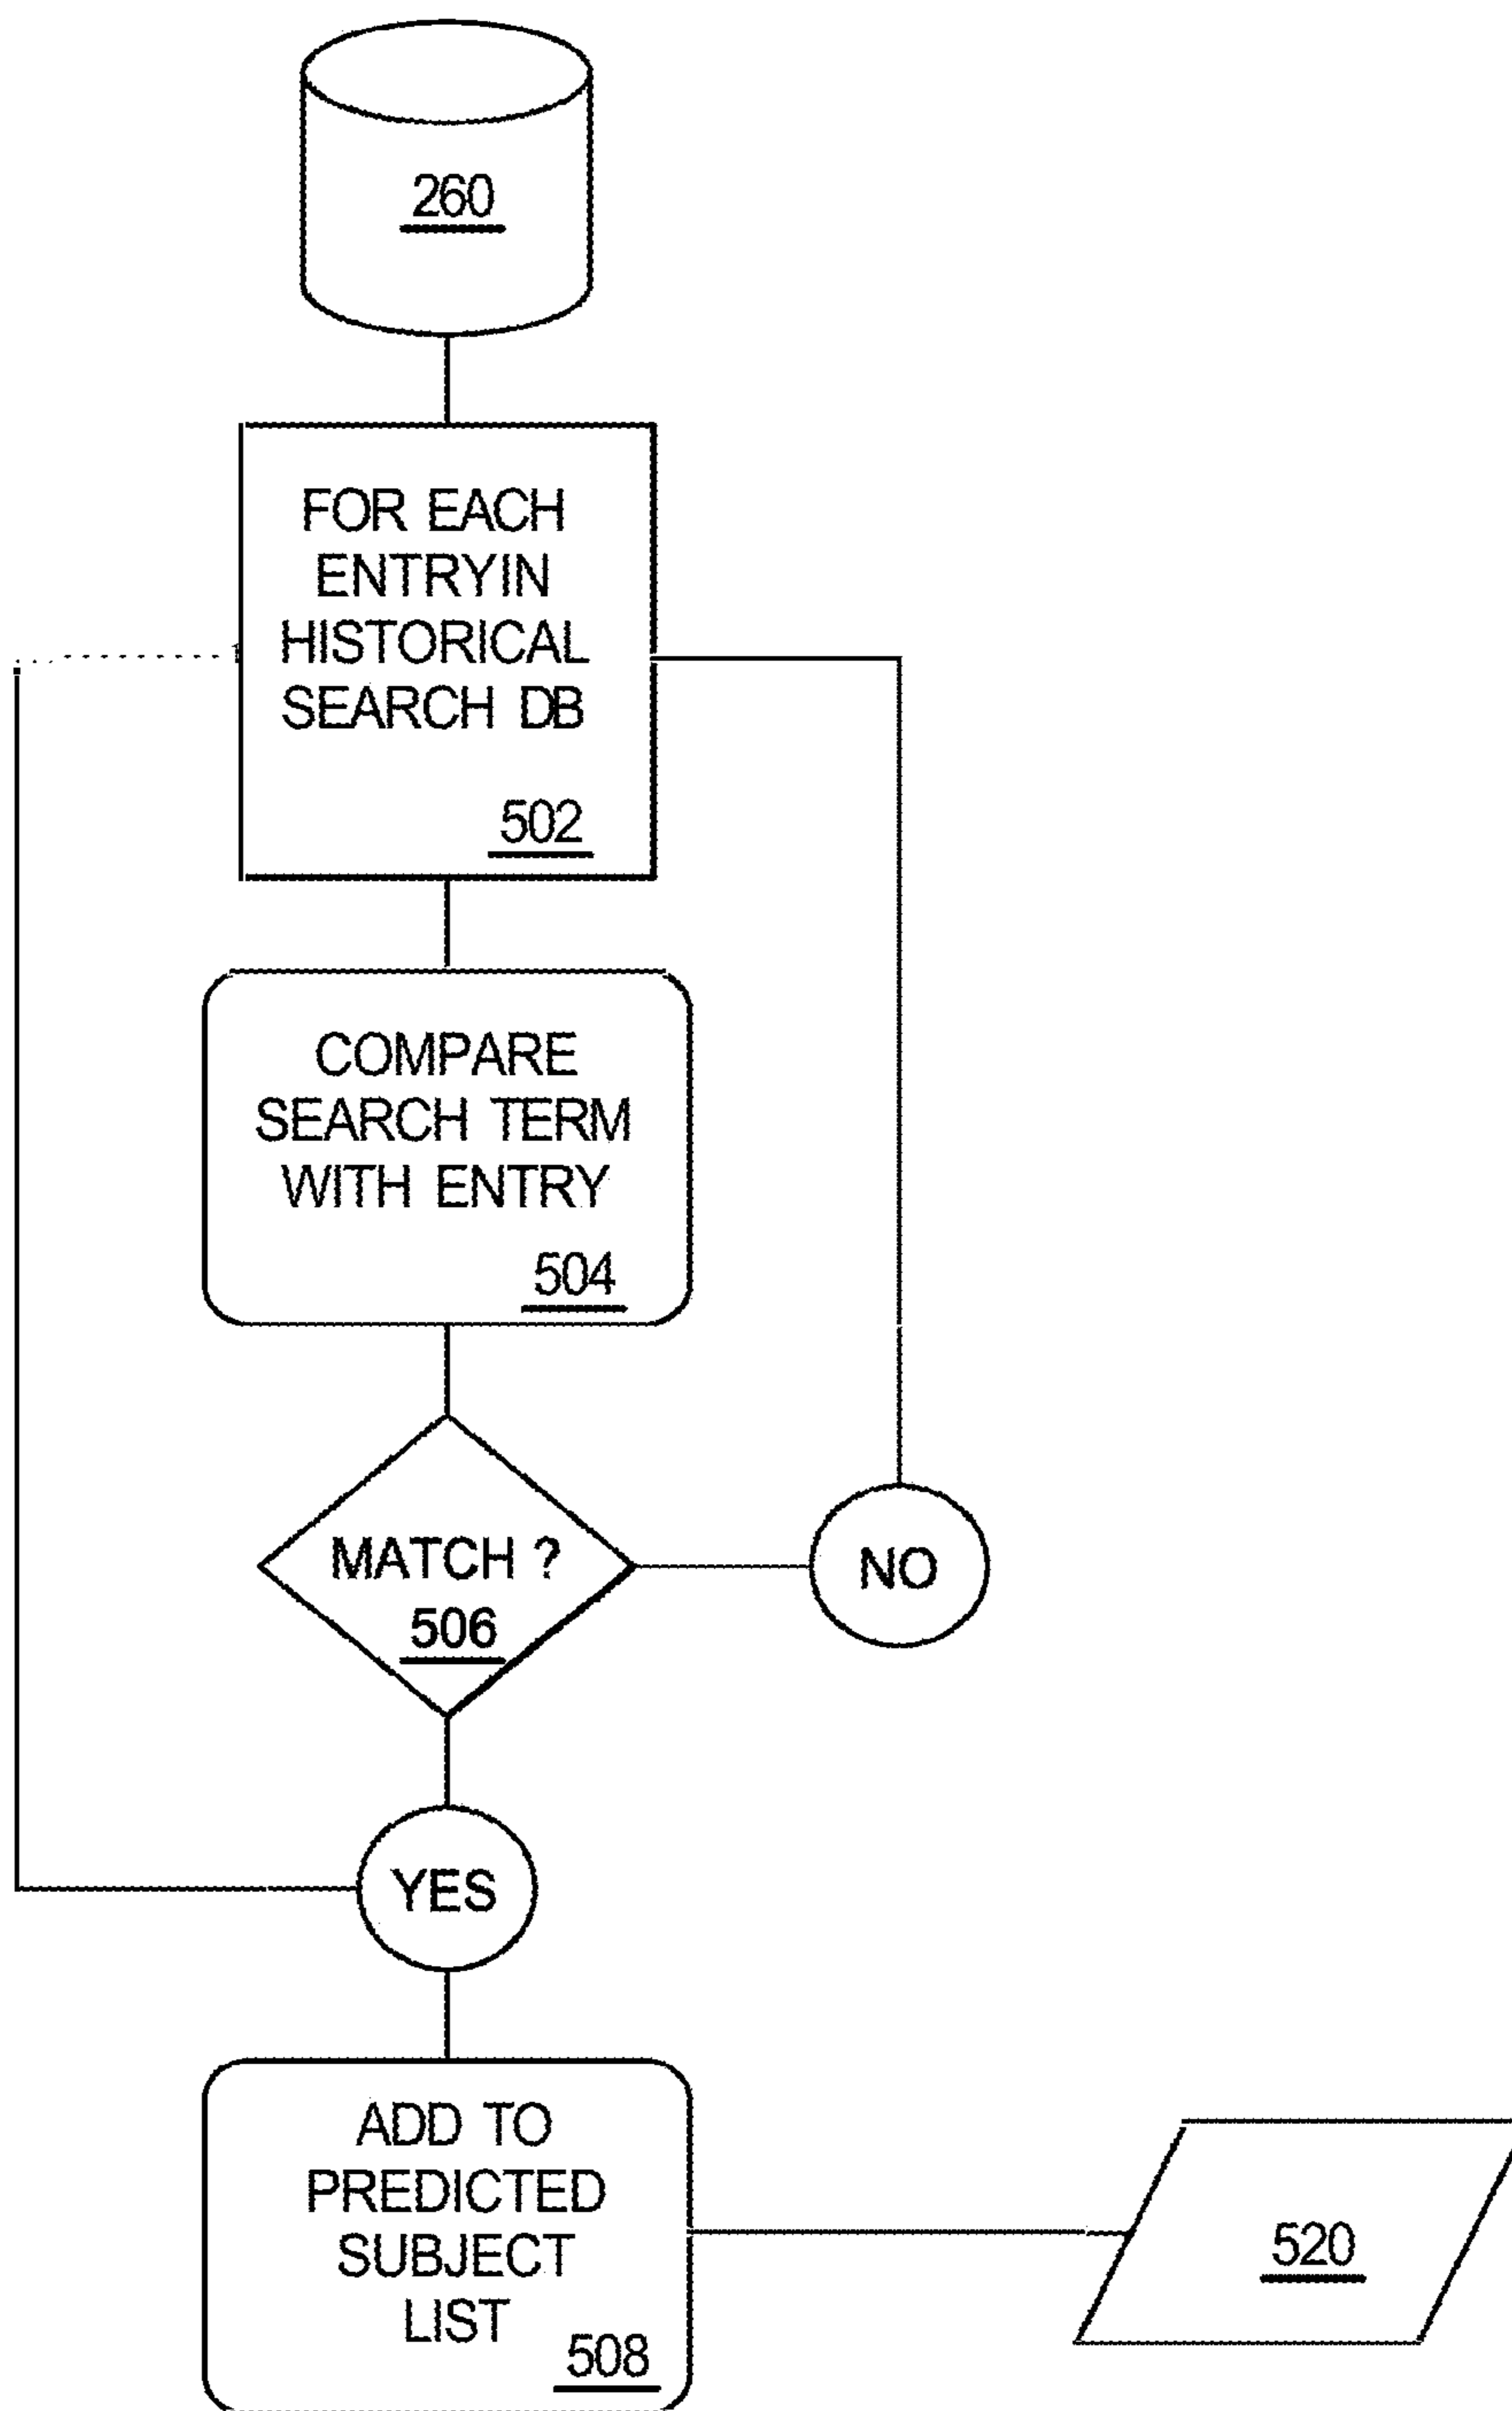 260
FOR EACH
ENTRYIN
HISTORICAL
SEARCH DB
502
COMPARE
SEARCH TERM
WITH ENTRY
504
MATCH ?
506
NO
YES
ADD TO
PREDICTED
SUBJECT
LIST
508
520